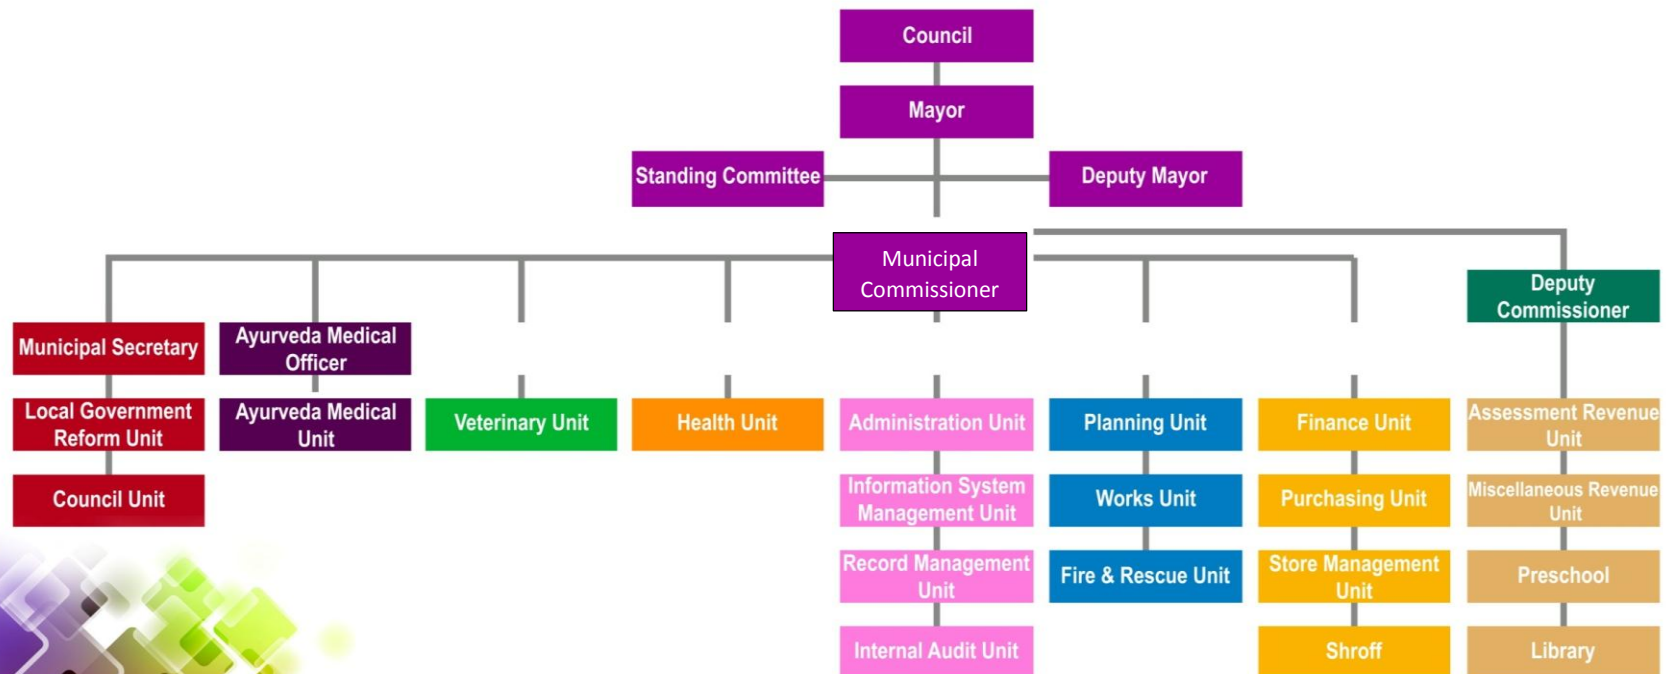 Council
Mayor
Standing Committee
Deputy Mayor
Municipal
Commissioner
Deputy
Commissioner
Municipal Secretary
Ayurveda Medical
Officer
Local Government
Reform Unit
Ayurveda Medical
Unit
Veterinary Unit
Health Unit
Administration Unit
Planning Unit
Finance Unit
Assessment Revenue
Unit
Council Unit
Information System
Management Unit
Works Unit
Purchasing Unit
Miscellaneous Revenue
Unit
Record Management
Unit
Fire & Rescue Unit
Store Management
Unit
Preschool
Internal Audit Unit
Shroff
Library